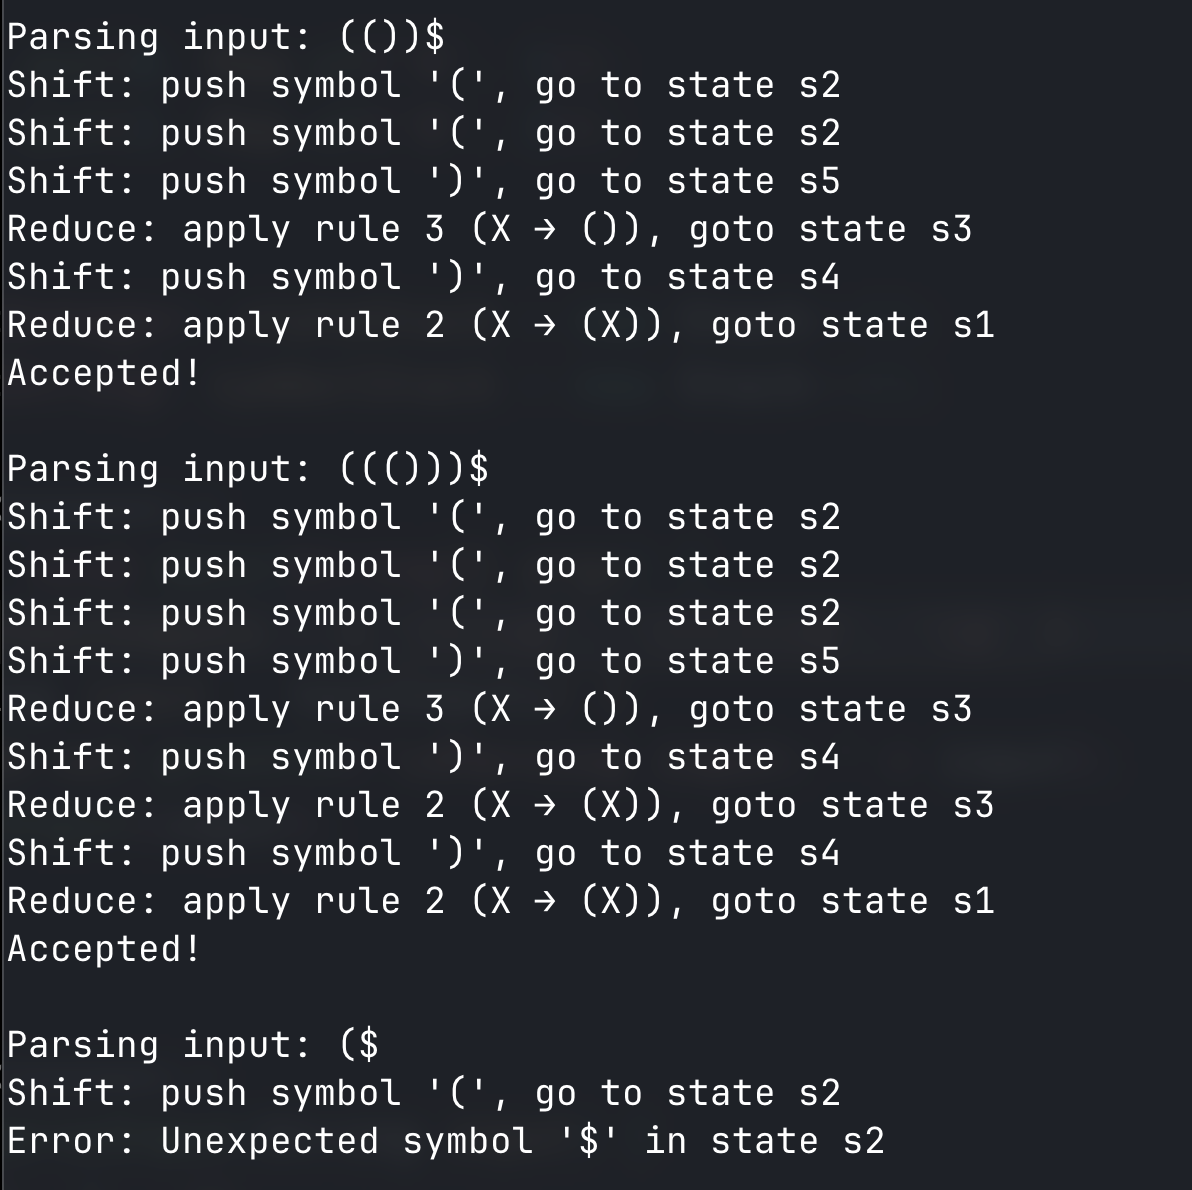 Parsing input: (())$
Shift: push symbol '(', go to state s2
Shift: push symbol '(', go to state s2
Shift: push symbol ')', go to state s5
Reduce: apply rule 3 (X → ()), goto state s3
Shift: push symbol ')', go to state s4
Reduce: apply rule 2 (X → (X)), goto state s1
Accepted!

Parsing input: ((()))$
Shift: push symbol '(', go to state s2
Shift: push symbol '(', go to state s2
Shift: push symbol '(', go to state s2
Shift: push symbol ')', go to state s5
Reduce: apply rule 3 (X → ()), goto state s3
Shift: push symbol ')', go to state s4
Reduce: apply rule 2 (X → (X)), goto state s3
Shift: push symbol ')', go to state s4
Reduce: apply rule 2 (X → (X)), goto state s1
Accepted!

Parsing input: ($
Shift: push symbol '(', go to state s2
Error: Unexpected symbol '$' in state s2